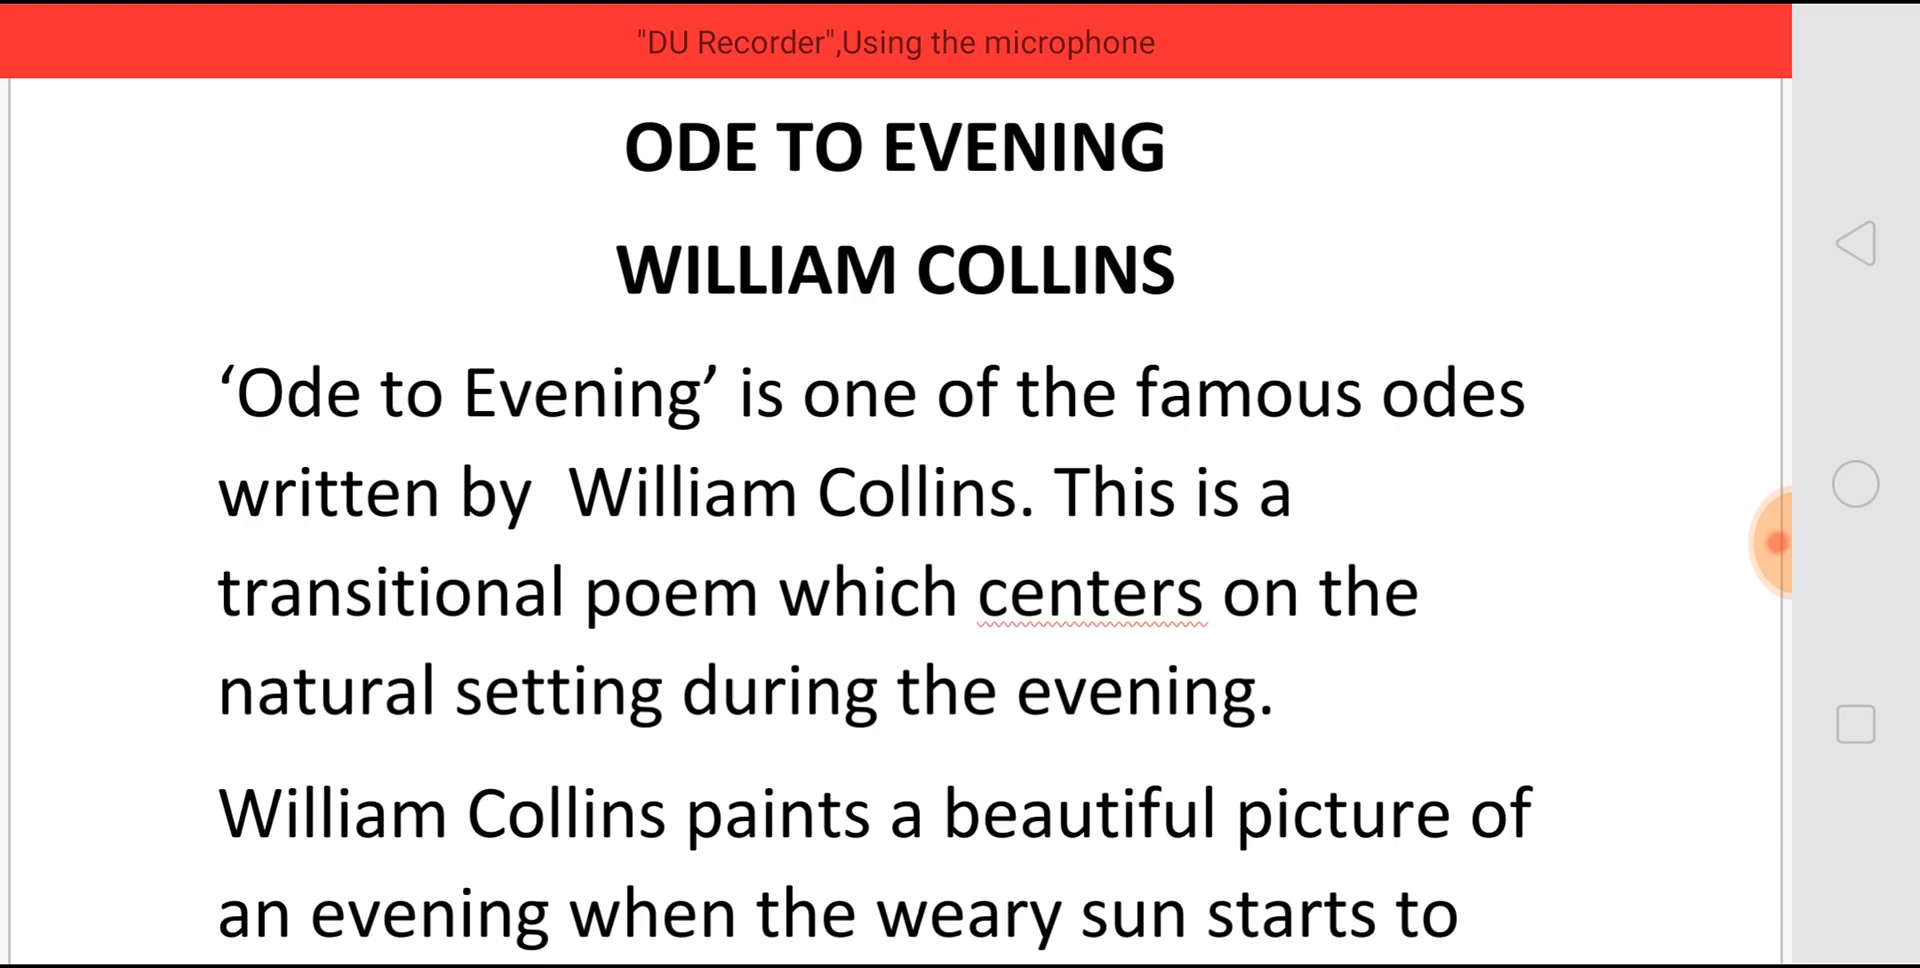 "DU Recorder",Using the microphone
ODE TO EVENING
WILLIAM COLLINS
‘Ode to Evening’ is one of the famous odes
written by  William Collins. This is a
transitional poem which centers on the
natural setting during the evening.
William Collins paints a beautiful picture of
an evening when the weary sun starts to